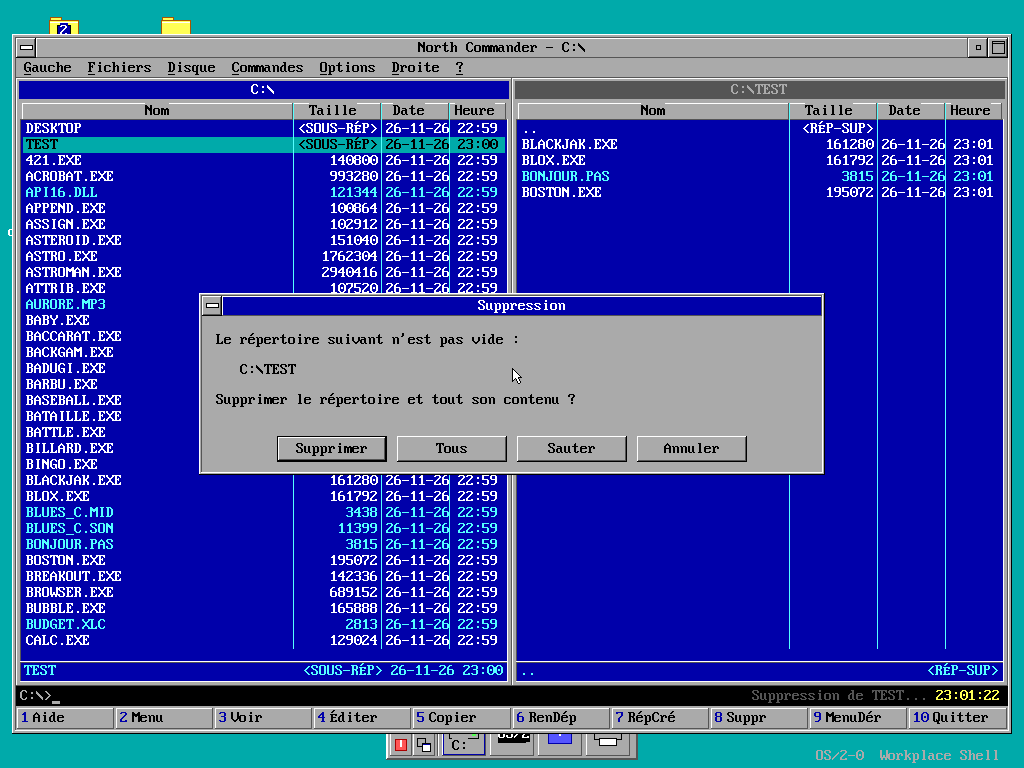 North Commander - C:\
Gauche Fichiers Disque Commandes Options Droite ?
C:\ C:\TEST
Nom Taille Date Heure Nom Taille Date Heure
DESKTOP <SOUS-RÉP> 26-11-26 22:59 .. <RÉP-SUP>
TEST <SOUS-RÉP> 26-11-26 23:00 BLACKJAK.EXE 161280 26-11-26 23:01
421.EXE 140800 26-11-26 22:59 BLOX.EXE 161792 26-11-26 23:01
ACROBAT.EXE 993280 26-11-26 22:59 BONJOUR.PAS 3815 26-11-26 23:01
API16.DLL 121344 26-11-26 22:59 BOSTON.EXE 195072 26-11-26 23:01
APPEND.EXE 100864 26-11-26 22:59
ASSIGN.EXE 102912 26-11-26 22:59
ASTEROID.EXE 151040 26-11-26 22:59
ASTRO.EXE 1762304 26-11-26 22:59
ASTROMAN.EXE 2940416 26-11-26 22:59
ATTRIB.EXE 107520 26-11-26 22:59
AURORE.MP3
Suppression
BABY.EXE
BACCARAT.EXE
Le répertoire suivant n'est pas vide :
BACKGAM.EXE
BADUGI.EXE
C:\TEST
BARBU.EXE
BASEBALL.EXE
Supprimer le répertoire et tout son contenu ?
BATAILLE.EXE
BATTLE.EXE
BILLARD.EXE
Supprimer Tous Sauter Annuler
BINGO.EXE
BLACKJAK.EXE 161280 26-11-26 22:59
BLOX.EXE 161792 26-11-26 22:59
BLUES_C.MID 3438 26-11-26 22:59
BLUES_C.SON 11399 26-11-26 22:59
BONJOUR.PAS 3815 26-11-26 22:59
BOSTON.EXE 195072 26-11-26 22:59
BREAKOUT.EXE 142336 26-11-26 22:59
BROWSER.EXE 689152 26-11-26 22:59
BUBBLE.EXE 165888 26-11-26 22:59
BUDGET.XLC 2813 26-11-26 22:59
CALC.EXE 129024 26-11-26 22:59
TEST <SOUS-RÉP> 26-11-26 23:00 .. <RÉP-SUP>
C:\>_ Suppression de TEST... 23:01:22
1 Aide 2 Menu 3 Voir 4 Éditer 5 Copier 6 RenDép 7 RépCré 8 Suppr 9 MenuDér 10 Quitter
C: OS/2
OS/2-0 Workplace Shell